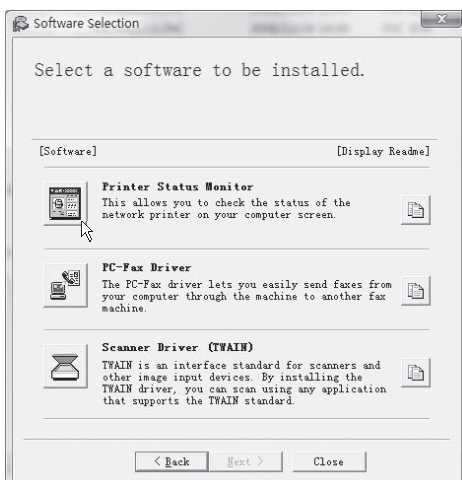 Software Selection
Select a software to be installed.
[Software] [Display Readme]
Printer Status Monitor
This allows you to check the status of the
network printer on your computer screen.
PC-Fax Driver
The PC-Fax driver lets you easily send faxes from
your computer through the machine to another fax
machine.
Scanner Driver (TWAIN)
TWAIN is an interface standard for scanners and
other image input devices. By installing the
TWAIN driver, you can scan using any application
that supports the TWAIN standard.
< Back Next > Close